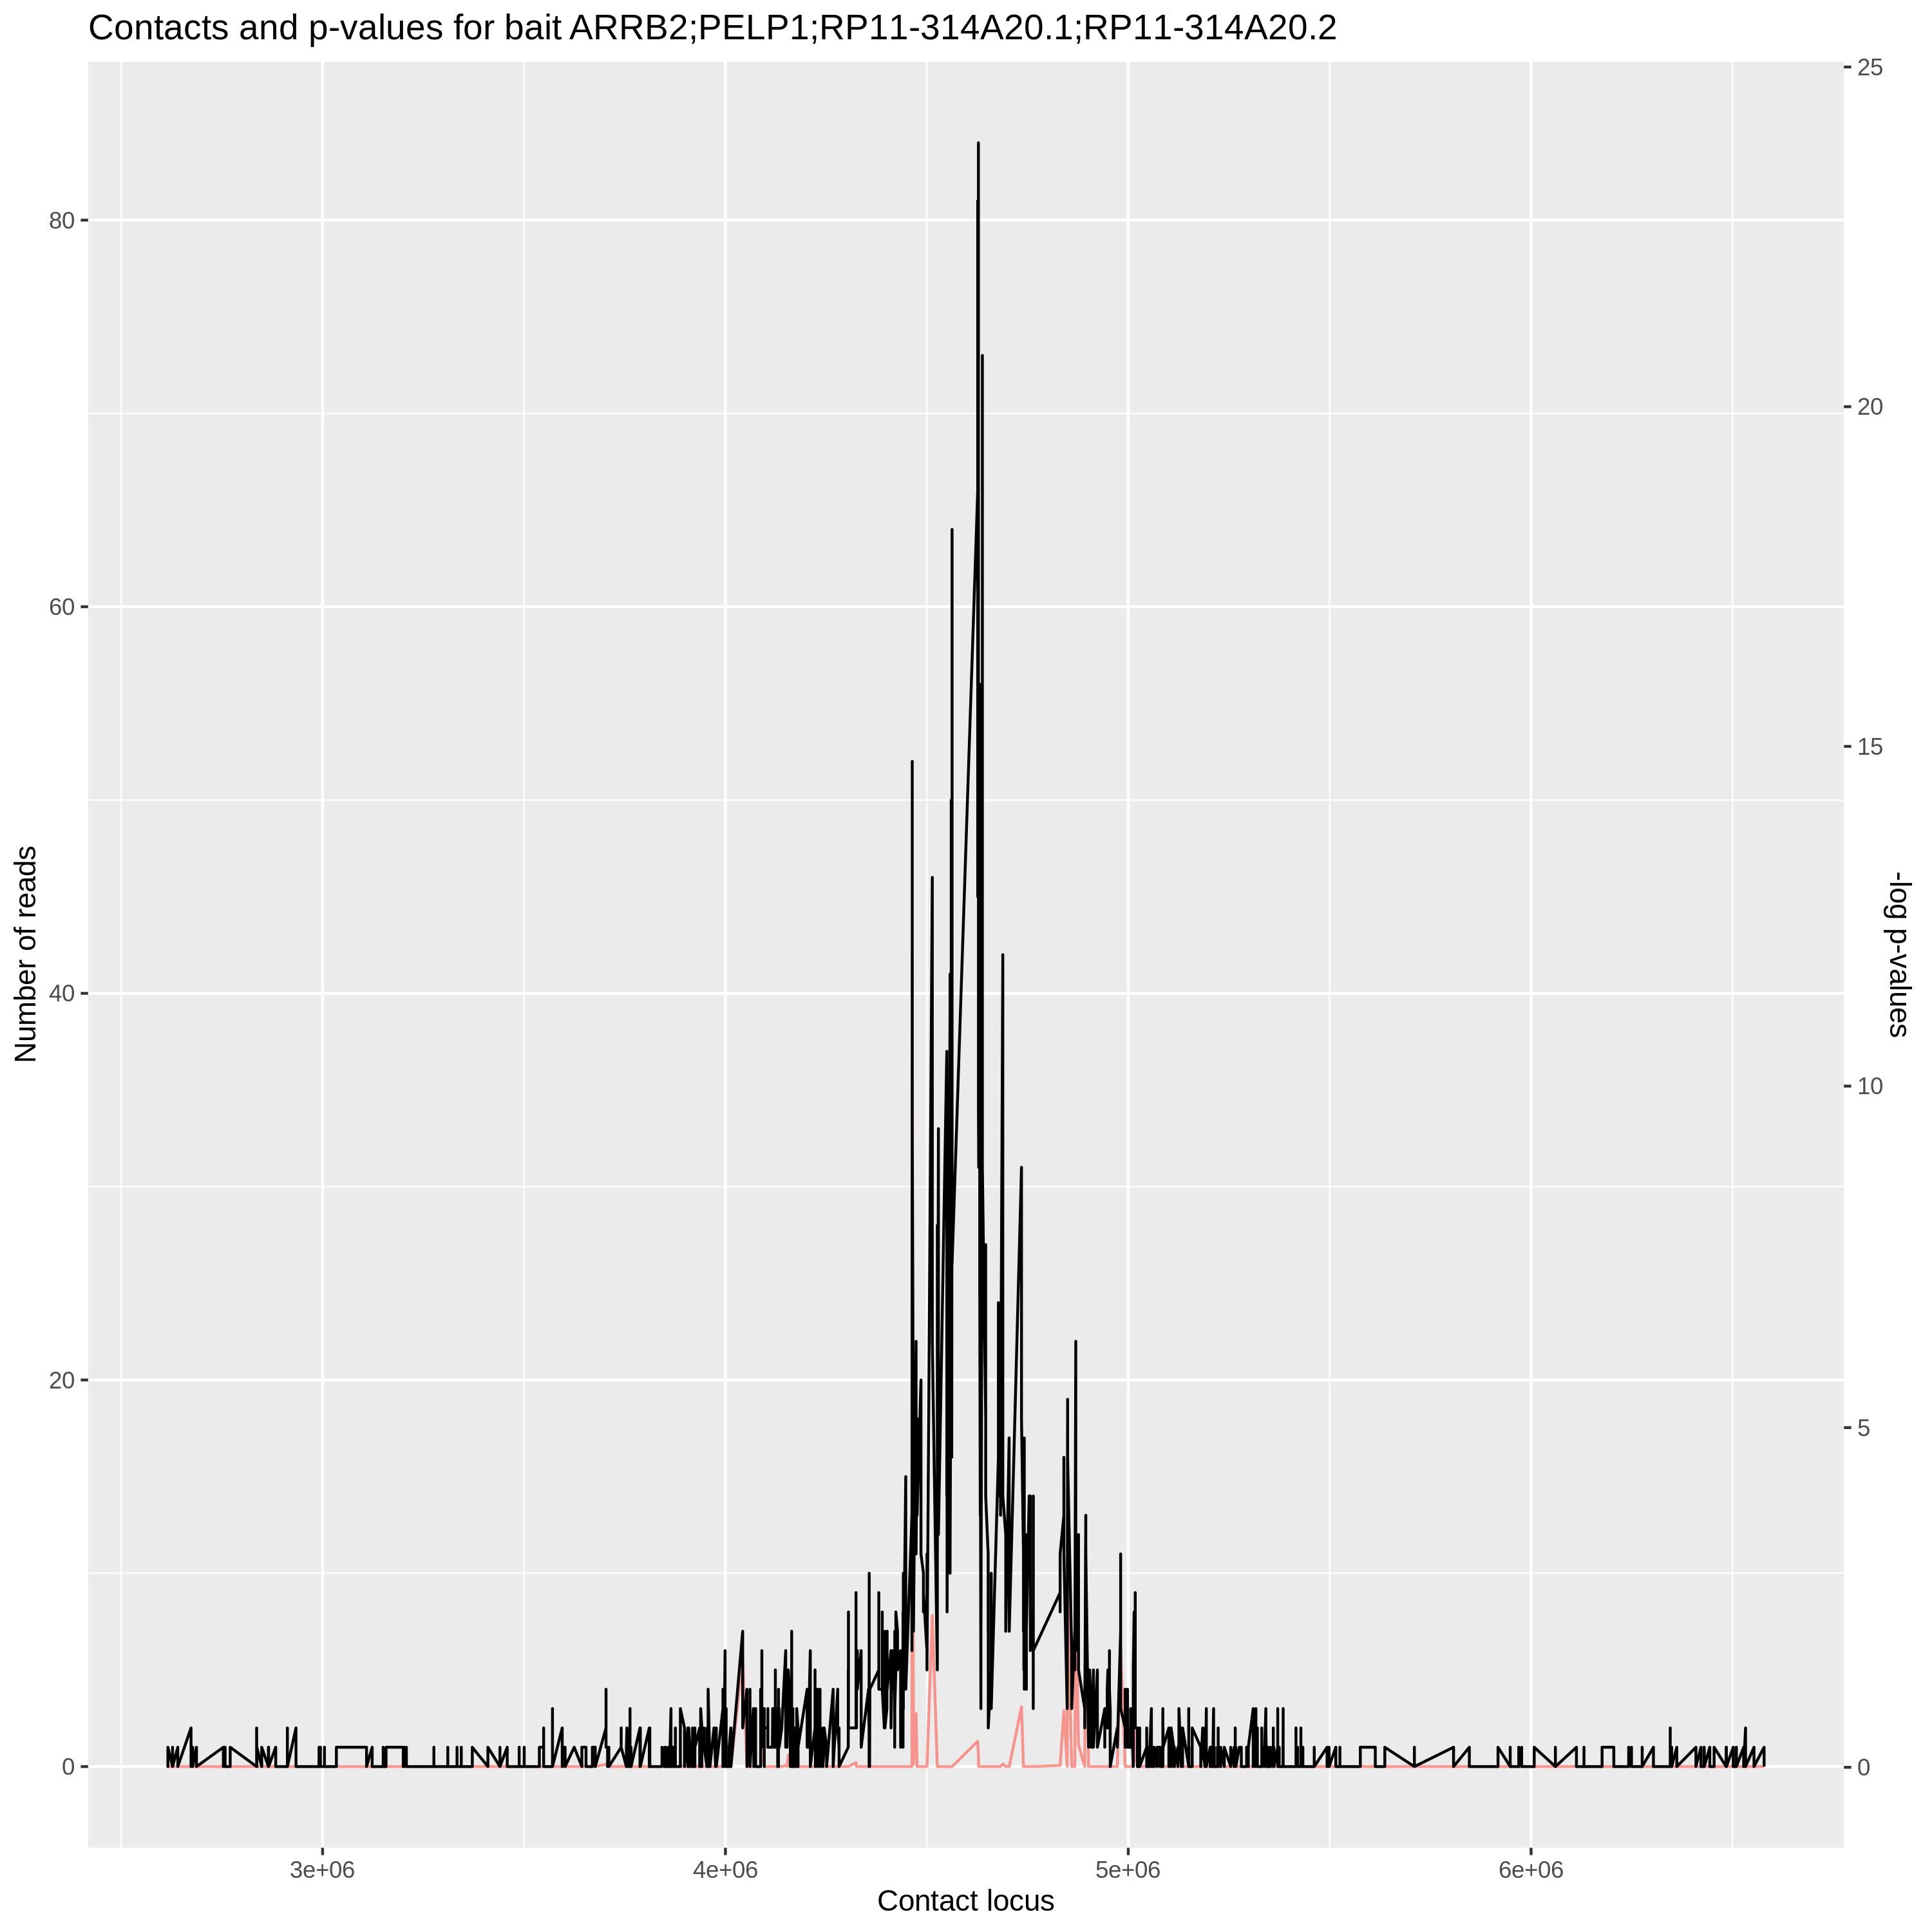 Contacts and p-values for bait ARRB2;PELP1;RP11-314A20.1;RP11-314A20.2
Number of reads
80
60
40
20
0
25
20
15
10
5
0
-log p-values
3e+06
4e+06
5e+06
6e+06
Contact locus